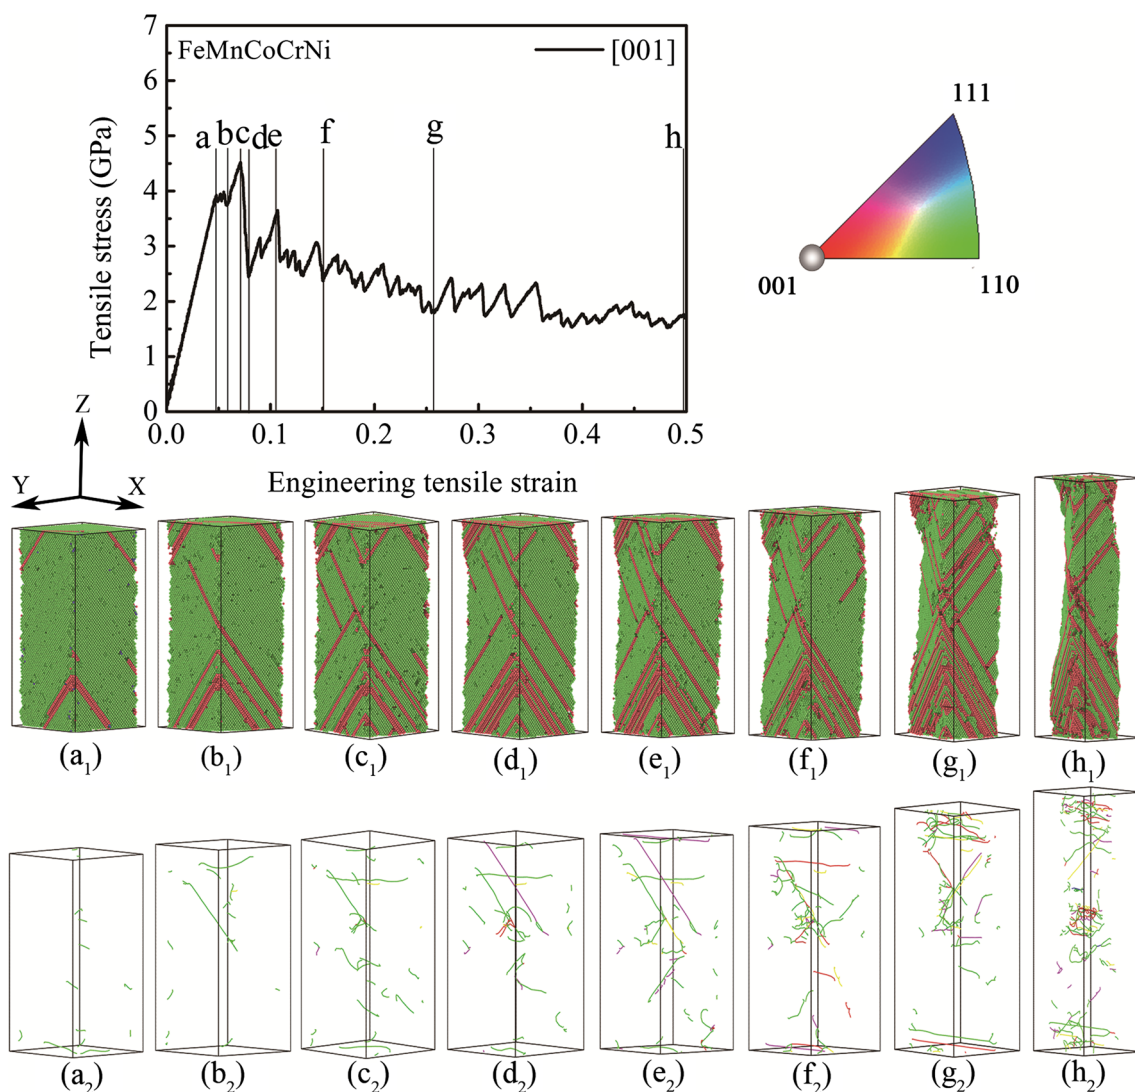 7
FeMnCoCrNi
[001]
6
5
4
3
2
1
0
a b c d e f g h
Tensile stress (GPa)
0.0 0.1 0.2 0.3 0.4 0.5
Engineering tensile strain
111
001
110
Z
Y
X
(a1) (b1) (c1) (d1) (e1) (f1) (g1) (h1)
(a2) (b2) (c2) (d2) (e2) (f2) (g2) (h2)